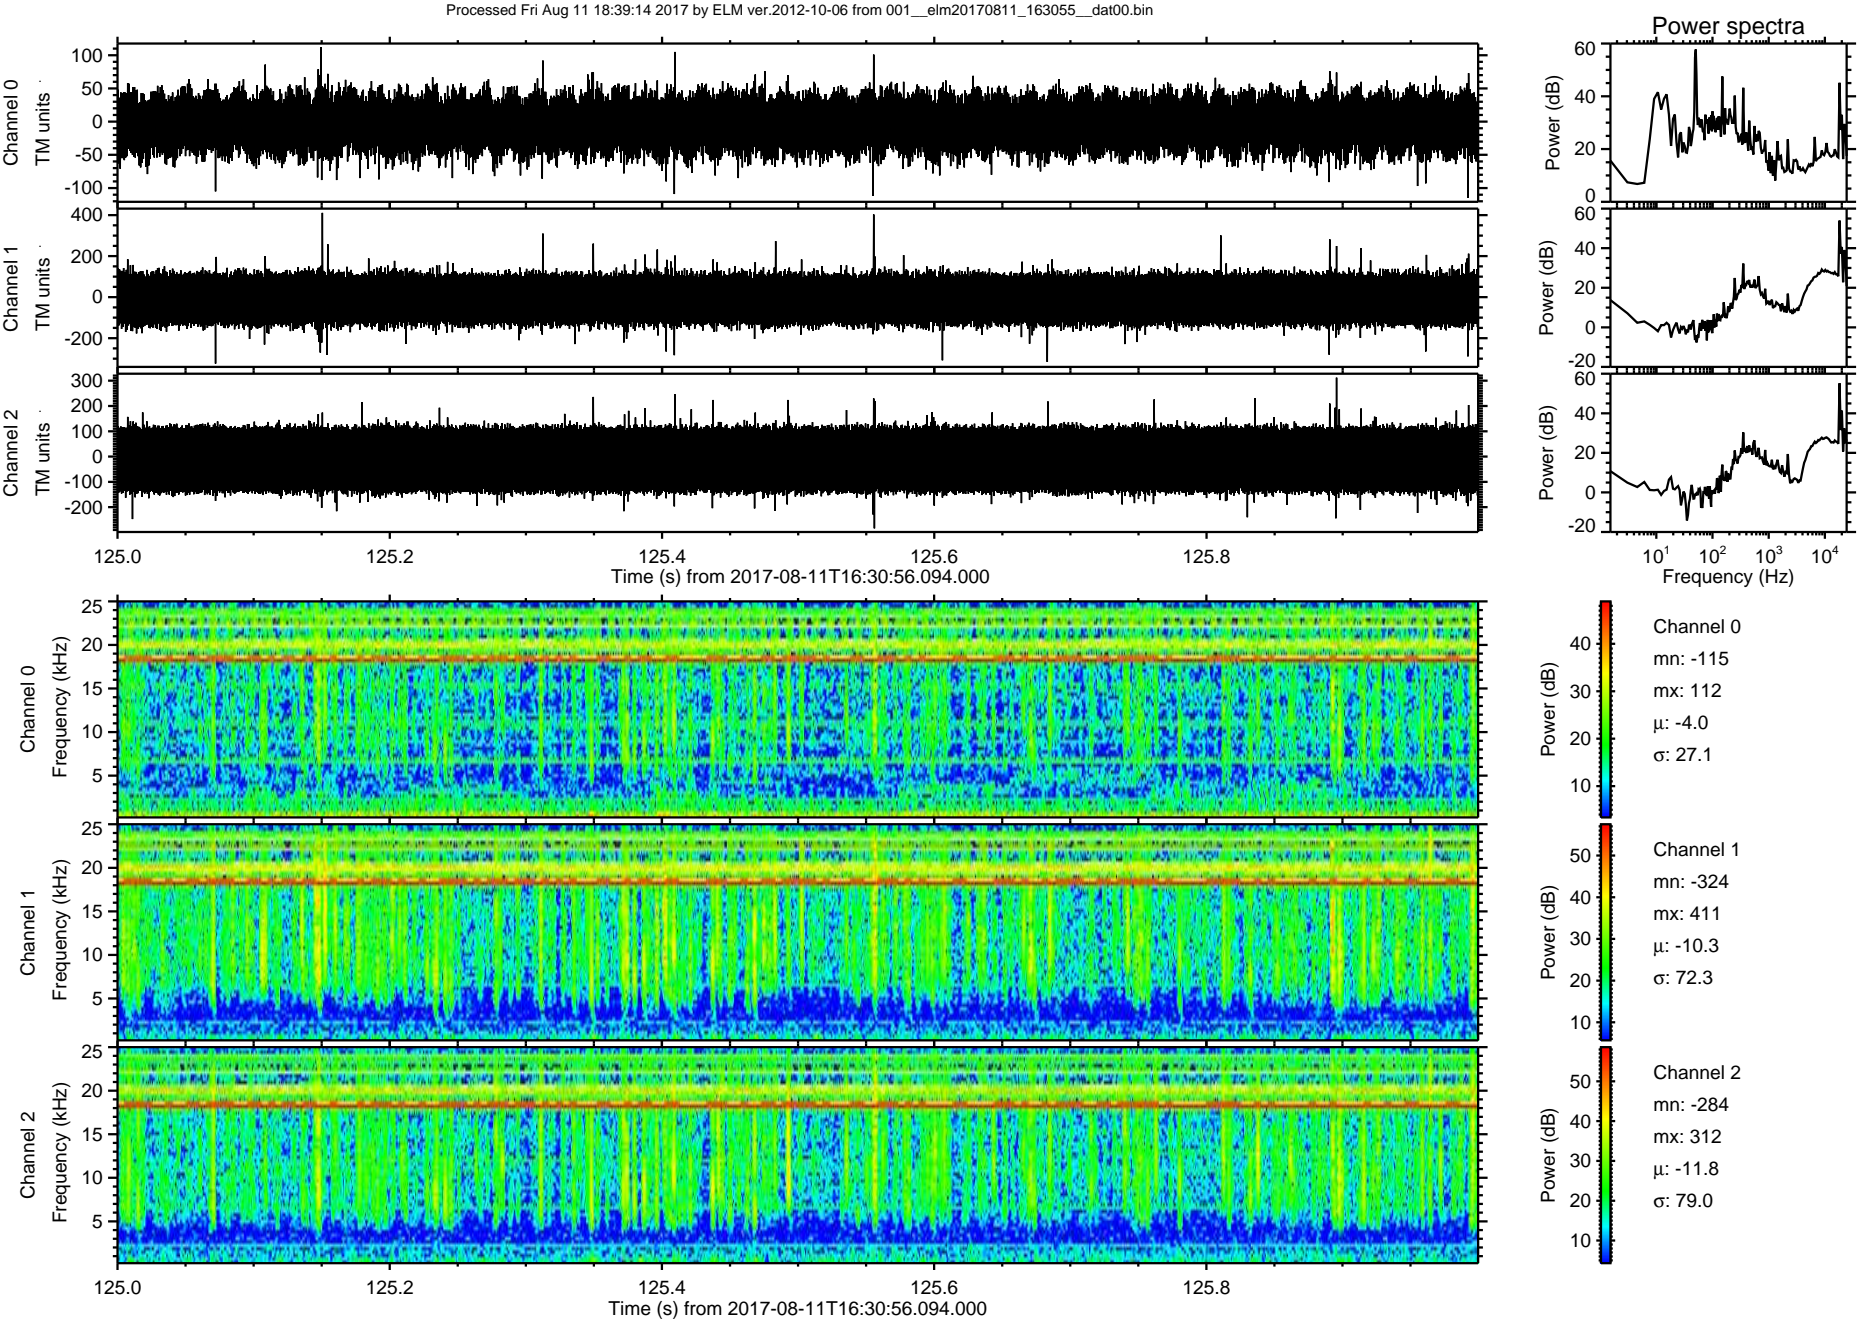 Processed Fri Aug 11 18:39:14 2017 by ELM ver.2012-10-06 from 001__elm20170811_163055__dat00.bin
Power spectra
Channel 0
TM units
100
50
0
-50
-100
Power (dB)
60
40
20
0
Channel 1
TM units
400
200
0
-200
Power (dB)
60
40
20
0
-20
Channel 2
TM units
300
200
100
0
-100
-200
Power (dB)
60
40
20
0
-20
125.0 125.2 125.4 125.6 125.8
Time (s) from 2017-08-11T16:30:56.094.000
10¹ 10² 10³ 10⁴
Frequency (Hz)
Channel 0
Frequency (kHz)
25
20
15
10
5
Power (dB)
40
30
20
10
Channel 0
mn: -115
mx: 112
µ: -4.0
σ: 27.1
Channel 1
Frequency (kHz)
25
20
15
10
5
Power (dB)
50
40
30
20
10
Channel 1
mn: -324
mx: 411
µ: -10.3
σ: 72.3
Channel 2
Frequency (kHz)
25
20
15
10
5
Power (dB)
50
40
30
20
10
Channel 2
mn: -284
mx: 312
µ: -11.8
σ: 79.0
125.0 125.2 125.4 125.6 125.8
Time (s) from 2017-08-11T16:30:56.094.000